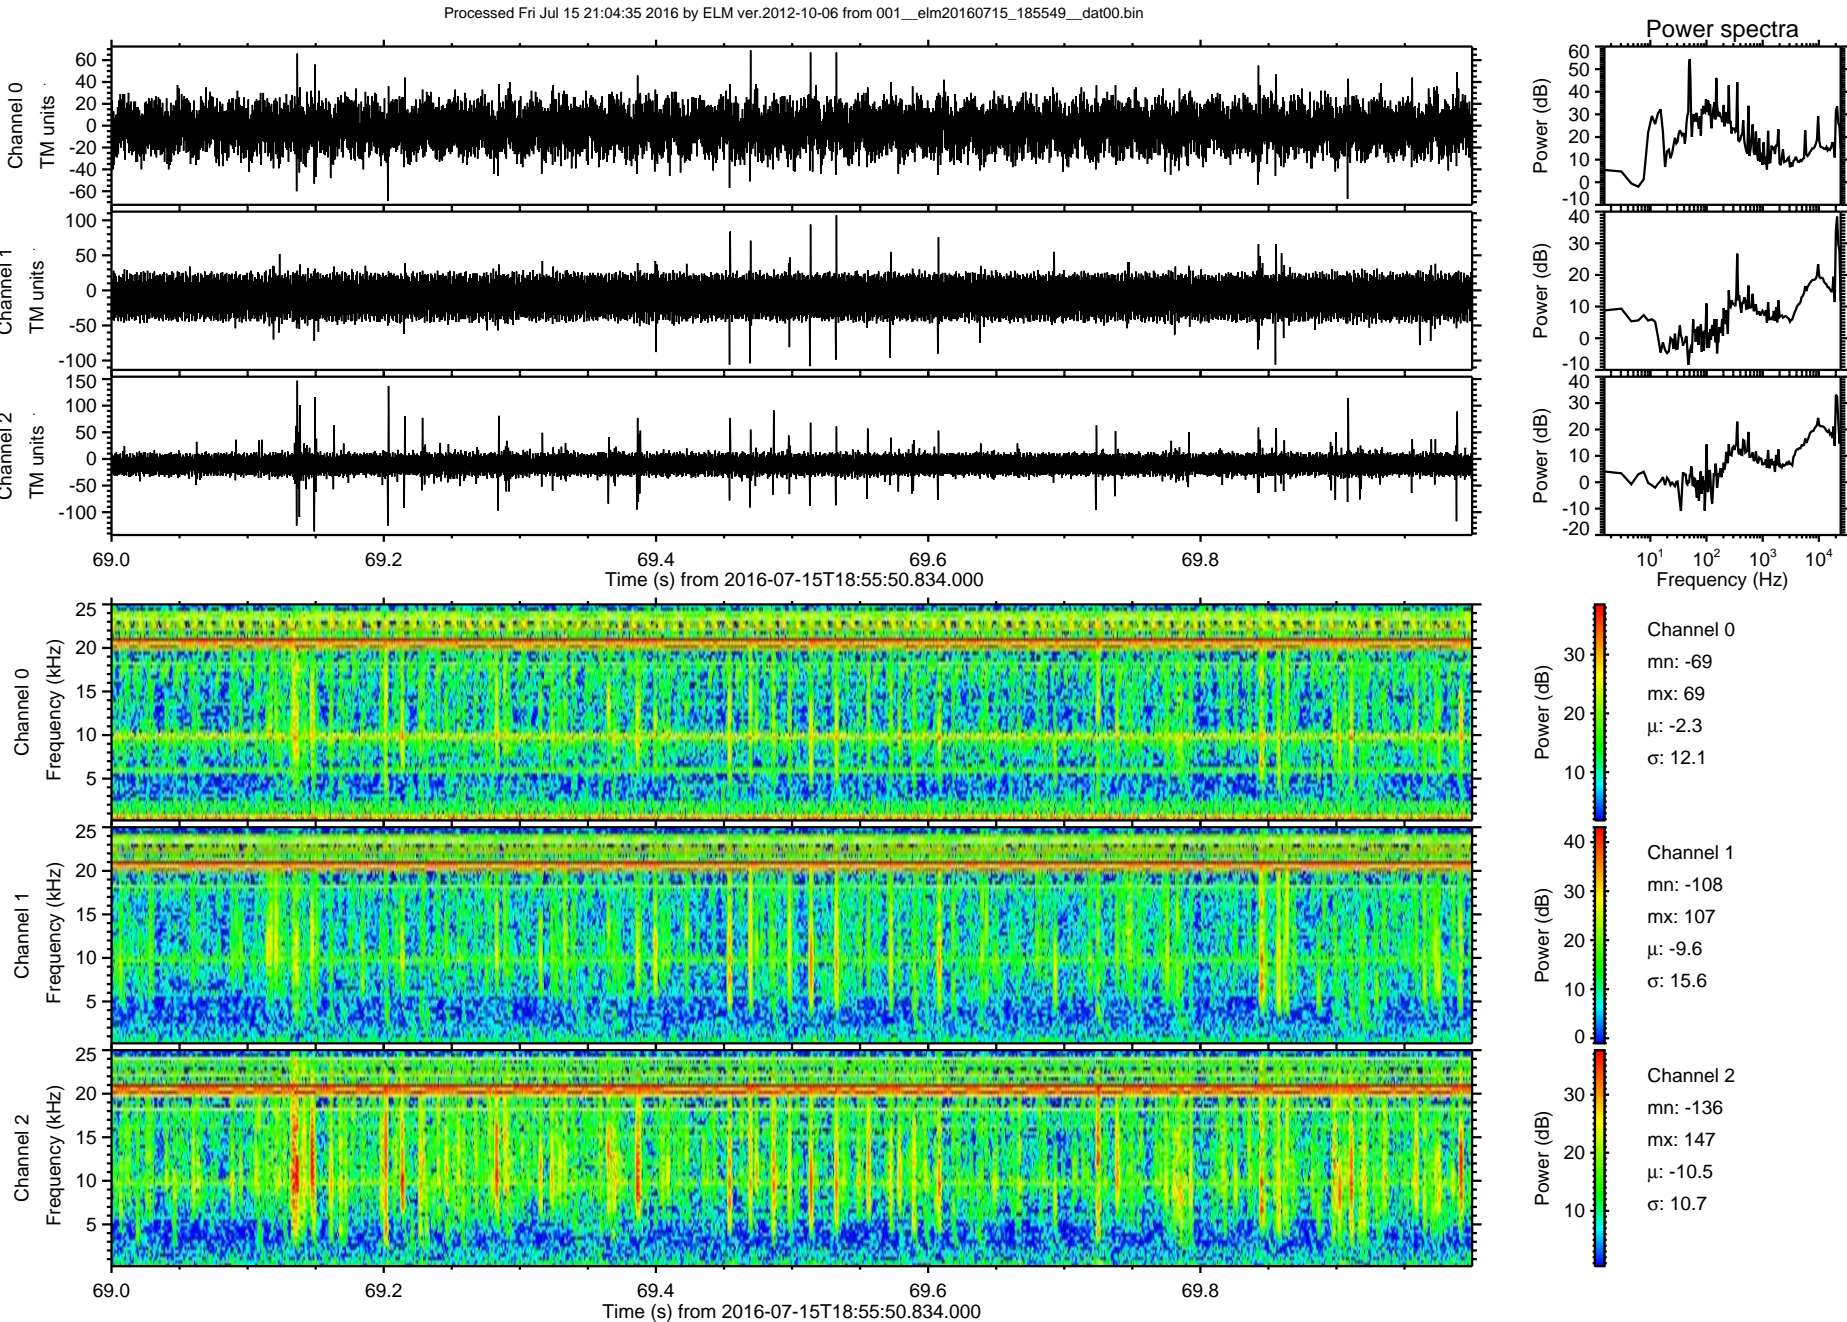 Processed Fri Jul 15 21:04:35 2016 by ELM ver.2012-10-06 from 001__elm20160715_185549__dat00.bin
Power spectra
Channel 0
TM units
60
40
20
0
-20
-40
-60
Power (dB)
60
50
40
30
20
10
0
-10
Channel 1
TM units
100
50
0
-50
-100
Power (dB)
40
30
20
10
0
-10
Channel 2
TM units
150
100
50
0
-50
-100
Power (dB)
40
30
20
10
0
-10
-20
69.0 69.2 69.4 69.6 69.8
Time (s) from 2016-07-15T18:55:50.834.000
10^1 10^2 10^3 10^4
Frequency (Hz)
Channel 0
Frequency (kHz)
25
20
15
10
5
Power (dB)
30
20
10
Channel 0
mn: -69
mx: 69
μ: -2.3
σ: 12.1
Channel 1
Frequency (kHz)
25
20
15
10
5
Power (dB)
40
30
20
10
0
Channel 1
mn: -108
mx: 107
μ: -9.6
σ: 15.6
Channel 2
Frequency (kHz)
25
20
15
10
5
Power (dB)
30
20
10
Channel 2
mn: -136
mx: 147
μ: -10.5
σ: 10.7
69.0 69.2 69.4 69.6 69.8
Time (s) from 2016-07-15T18:55:50.834.000